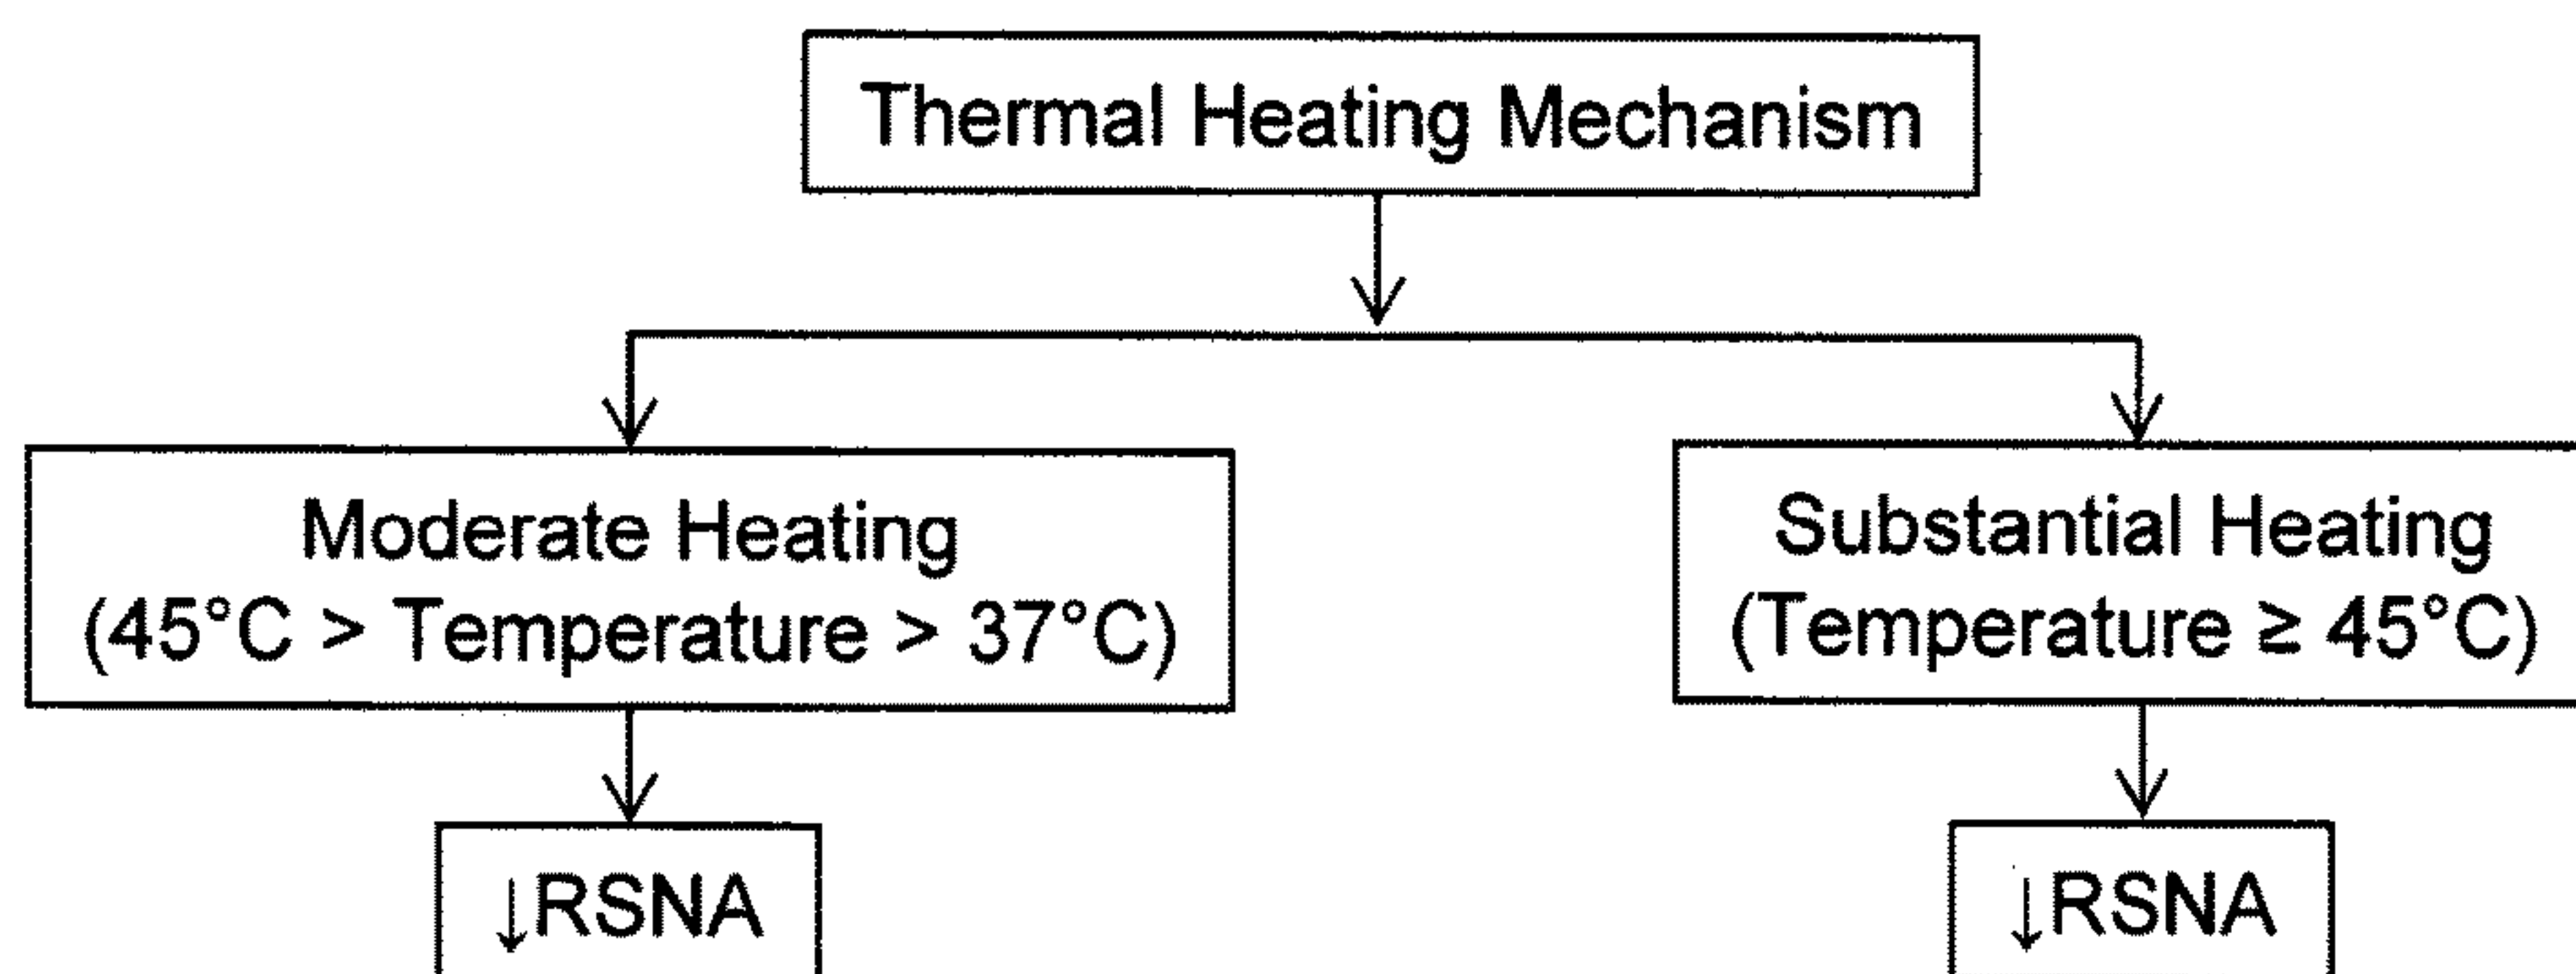 Thermal Heating Mechanism
Moderate Heating
(45°C > Temperature > 37°C)
Substantial Heating
(Temperature ≥ 45°C)
↓RSNA
↓RSNA